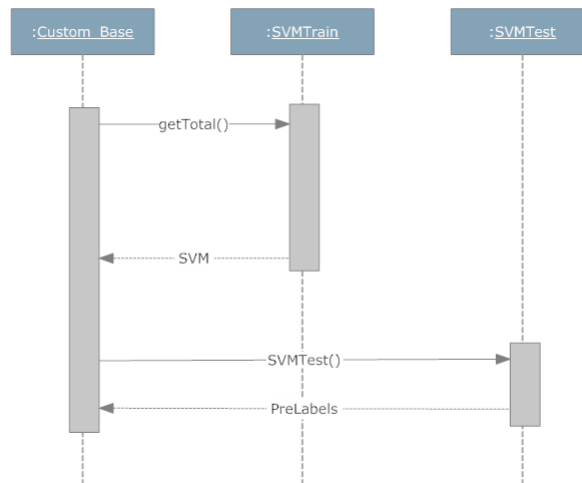 :Custom_Base
:SVMTrain
:SVMTest
getTotal()
SVM
SVMTest()
PreLabels